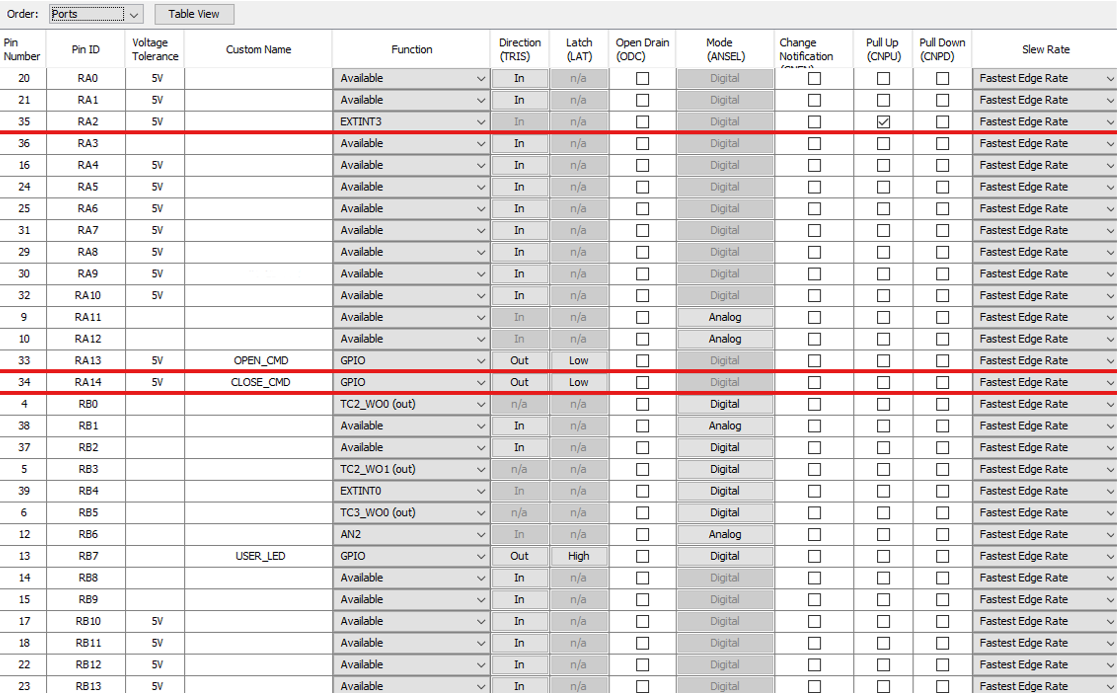 Order: Ports Table View
Pin Number Pin ID Voltage Tolerance Custom Name Function Direction (TRIS) Latch (LAT) Open Drain (ODC) Mode (ANSEL) Change Notification Pull Up (CNPU) Pull Down (CNPD) Slew Rate
20 RA0 5V Available In n/a Digital Fastest Edge Rate
21 RA1 5V Available In n/a Digital Fastest Edge Rate
35 RA2 5V EXTINT3 In n/a Digital Fastest Edge Rate
36 RA3 Available In n/a Digital Fastest Edge Rate
16 RA4 5V Available In n/a Digital Fastest Edge Rate
24 RA5 5V Available In n/a Digital Fastest Edge Rate
25 RA6 5V Available In n/a Digital Fastest Edge Rate
31 RA7 5V Available In n/a Digital Fastest Edge Rate
29 RA8 5V Available In n/a Digital Fastest Edge Rate
30 RA9 5V Available In n/a Digital Fastest Edge Rate
32 RA10 5V Available In n/a Digital Fastest Edge Rate
9 RA11 Available In n/a Analog Fastest Edge Rate
10 RA12 Available In n/a Analog Fastest Edge Rate
33 RA13 5V OPEN_CMD GPIO Out Low Digital Fastest Edge Rate
34 RA14 5V CLOSE_CMD GPIO Out Low Digital Fastest Edge Rate
4 RB0 TC2_WO0 (out) n/a n/a Digital Fastest Edge Rate
38 RB1 Available In n/a Analog Fastest Edge Rate
37 RB2 Available In n/a Digital Fastest Edge Rate
5 RB3 TC2_WO1 (out) n/a n/a Digital Fastest Edge Rate
39 RB4 EXTINT0 In n/a Digital Fastest Edge Rate
6 RB5 TC3_WO0 (out) n/a n/a Digital Fastest Edge Rate
12 RB6 AN2 In n/a Analog Fastest Edge Rate
13 RB7 USER_LED GPIO Out High Digital Fastest Edge Rate
14 RB8 Available In n/a Digital Fastest Edge Rate
15 RB9 Available In n/a Digital Fastest Edge Rate
17 RB10 5V Available In n/a Digital Fastest Edge Rate
18 RB11 5V Available In n/a Digital Fastest Edge Rate
22 RB12 5V Available In n/a Digital Fastest Edge Rate
23 RB13 5V Available In n/a Digital Fastest Edge Rate